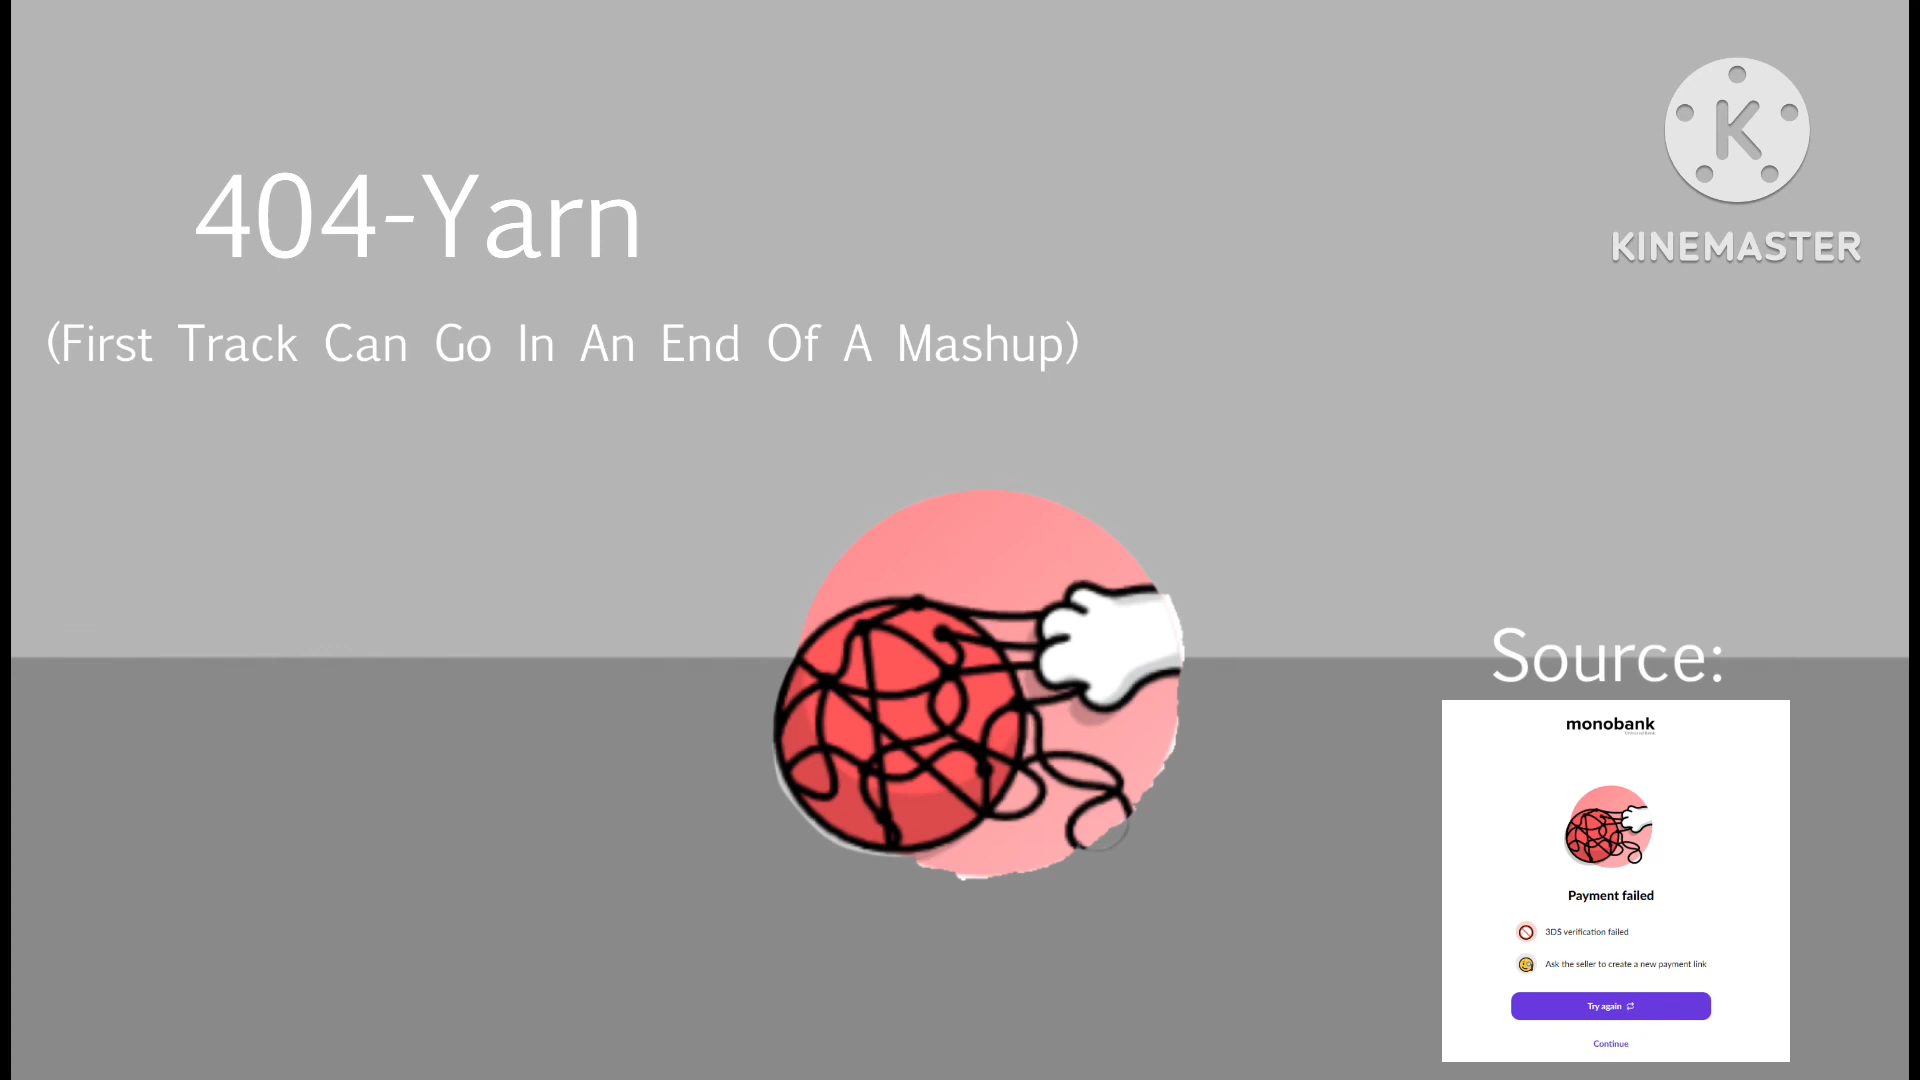 404-Yarn
(First Track Can Go In An End Of A Mashup)
K
KINEMASTER
Source:
monobank
Payment failed
3DS verification failed
Ask the seller to create a new payment link
Try again
Continue